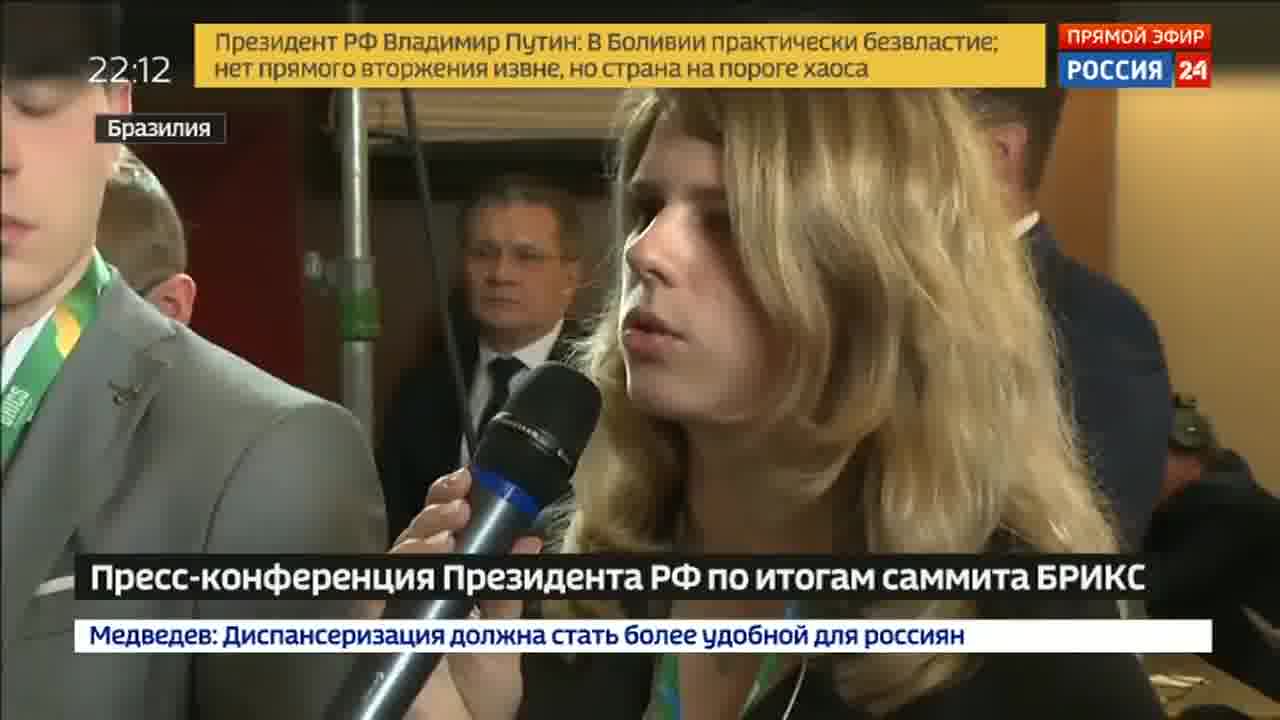 Президент РФ Владимир Путин: В Боливии практически безвластие;
нет прямого вторжения извне, но страна на пороге хаоса
ПРЯМОЙ ЭФИР
РОССИЯ 24
22:12
Бразилия
Пресс-конференция Президента РФ по итогам саммита БРИКС
Медведев: Диспансеризация должна стать более удобной для россиян